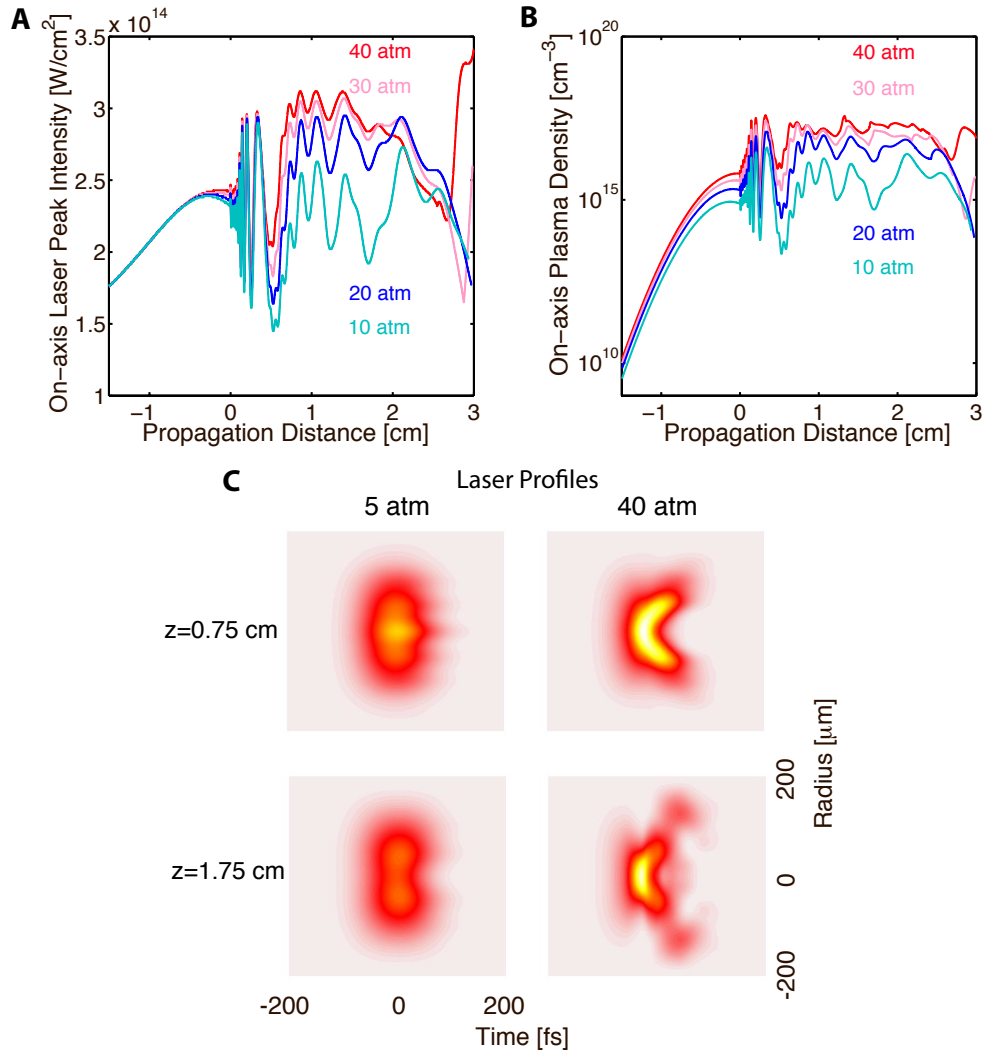 A
x 10^14
3.5
3
2.5
2
1.5
1
On-axis Laser Peak Intensity [W/cm²]
40 atm
30 atm
20 atm
10 atm
−1
0
1
2
3
Propagation Distance [cm]
B
10^20
10^15
10^10
On-axis Plasma Density [cm⁻³]
40 atm
30 atm
20 atm
10 atm
−1
0
1
2
3
Propagation Distance [cm]
C
Laser Profiles
5 atm
40 atm
z=0.75 cm
z=1.75 cm
Radius [μm]
200
0
-200
-200
0
200
Time [fs]